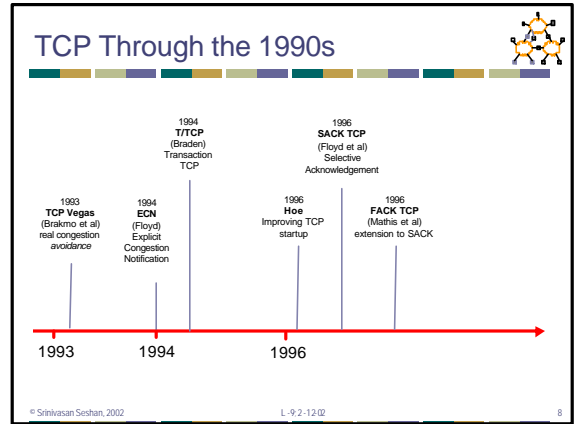 TCP Through the 1990s
1994
T/TCP
(Braden)
Transaction
TCP
1996
SACK TCP
(Floyd et al)
Selective
Acknowledgement
1993
TCP Vegas
(Brakmo et al)
real congestion
avoidance
1994
ECN
(Floyd)
Explicit
Congestion
Notification
1996
Hoe
Improving TCP
startup
1996
FACK TCP
(Mathis et al)
extension to SACK
1993
1994
1996
© Srinivasan Seshan, 2002
L -9; 2-12-02
8